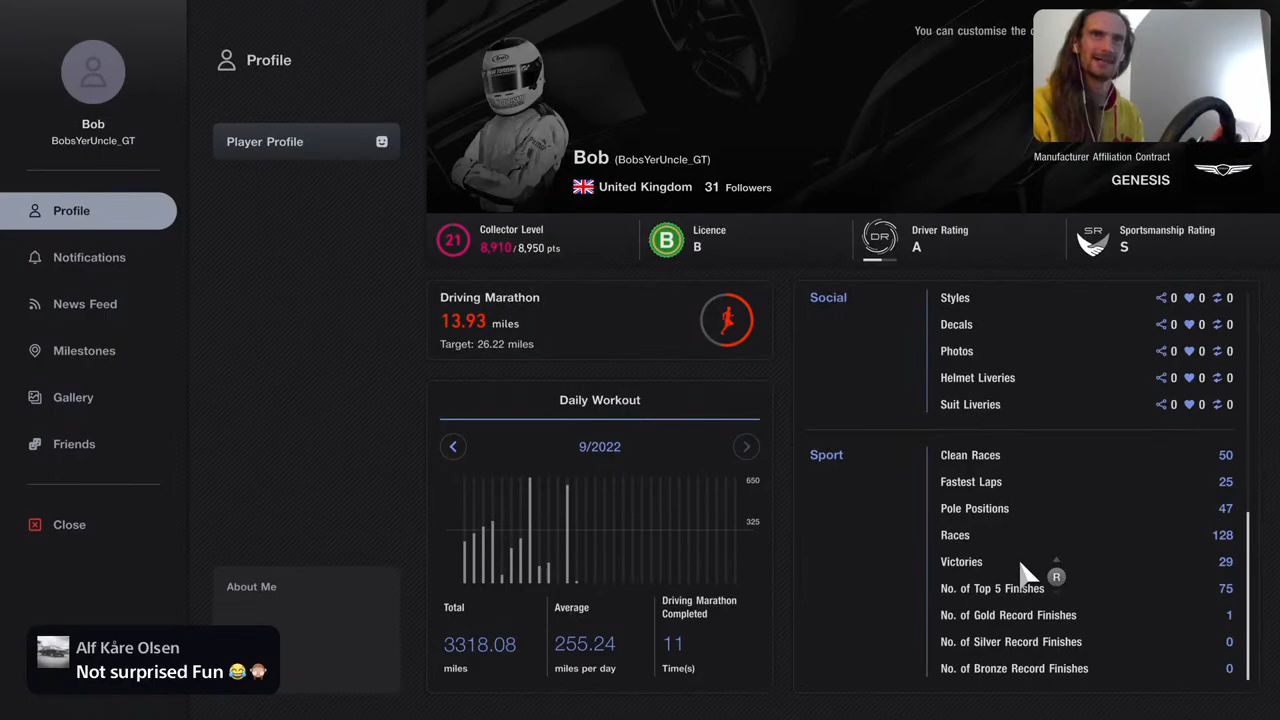 Bob
BobsYerUncle_GT
Profile
Notifications
News Feed
Milestones
Gallery
Friends
Close
Profile
Player Profile
About Me
You can customise the
Bob (BobsYerUncle_GT)
United Kingdom 31 Followers
Manufacturer Affiliation Contract
GENESIS
21
Collector Level
8,910/8,950 pts
B
Licence
B
DR
Driver Rating
A
SR
Sportsmanship Rating
S
Driving Marathon
13.93 miles
Target: 26.22 miles
Daily Workout
9/2022
650
325
Total
3318.08
miles
Average
255.24
miles per day
Driving Marathon
Completed
11
Time(s)
Social
Styles 0 0 0
Decals 0 0 0
Photos 0 0 0
Helmet Liveries 0 0 0
Suit Liveries 0 0 0
Sport
Clean Races 50
Fastest Laps 25
Pole Positions 47
Races 128
Victories 29
R
No. of Top 5 Finishes 75
No. of Gold Record Finishes 1
No. of Silver Record Finishes 0
No. of Bronze Record Finishes 0
Alf Kåre Olsen
Not surprised Fun 😂🙊